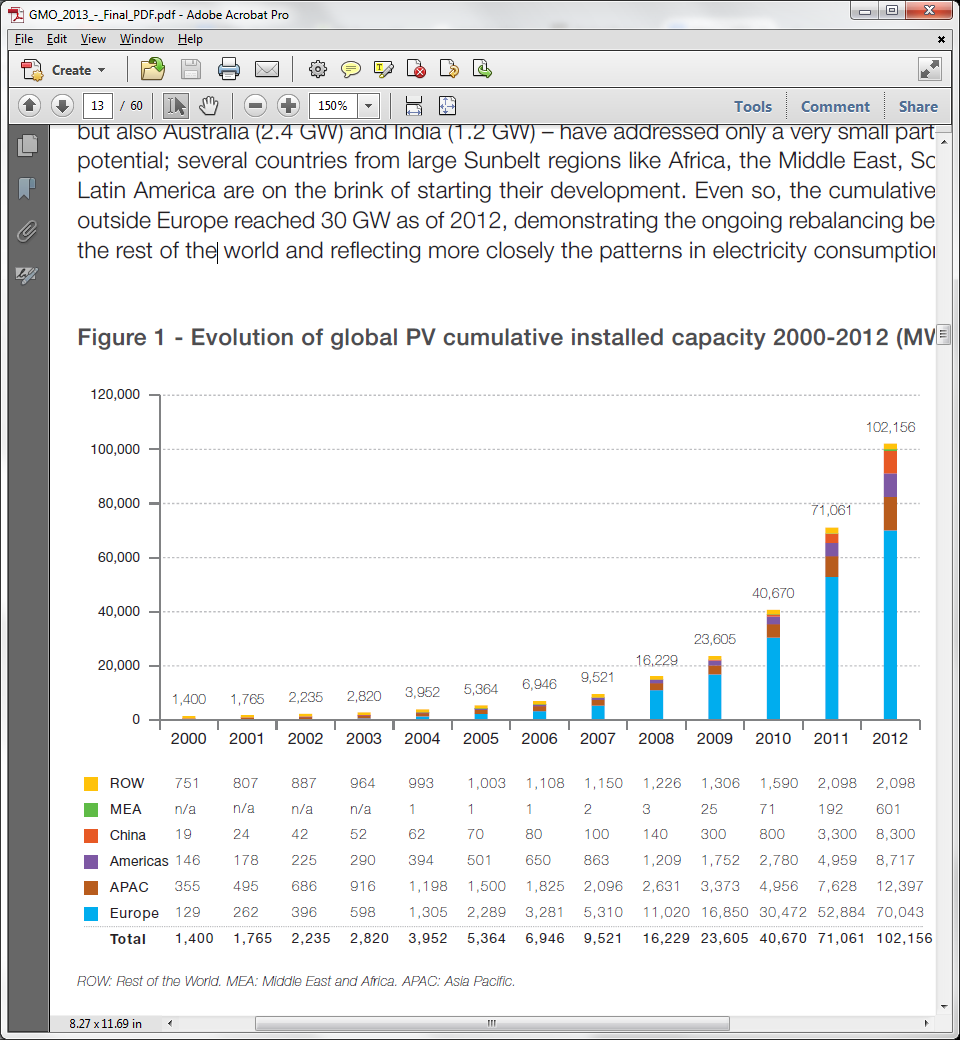 GMO_2013_-_Final_PDF.pdf - Adobe Acrobat Pro
File Edit View Window Help
Create
13 / 60 150% Tools Comment Share
but also Australia (2.4 GW) and India (1.2 GW) – have addressed only a very small part
potential; several countries from large Sunbelt regions like Africa, the Middle East, So
Latin America are on the brink of starting their development. Even so, the cumulative
outside Europe reached 30 GW as of 2012, demonstrating the ongoing rebalancing be
the rest of the world and reflecting more closely the patterns in electricity consumption
Figure 1 - Evolution of global PV cumulative installed capacity 2000-2012 (MW
120,000
100,000
80,000
60,000
40,000
20,000
0
1,400 1,765 2,235 2,820 3,952 5,364 6,946 9,521 16,229 23,605 40,670 71,061 102,156
2000 2001 2002 2003 2004 2005 2006 2007 2008 2009 2010 2011 2012
ROW 751 807 887 964 993 1,003 1,108 1,150 1,226 1,306 1,590 2,098 2,098
MEA n/a n/a n/a n/a 1 1 1 2 3 25 71 192 601
China 19 24 42 52 62 70 80 100 140 300 800 3,300 8,300
Americas 146 178 225 290 394 501 650 863 1,209 1,752 2,780 4,959 8,717
APAC 355 495 686 916 1,198 1,500 1,825 2,096 2,631 3,373 4,956 7,628 12,397
Europe 129 262 396 598 1,305 2,289 3,281 5,310 11,020 16,850 30,472 52,884 70,043
Total 1,400 1,765 2,235 2,820 3,952 5,364 6,946 9,521 16,229 23,605 40,670 71,061 102,156
ROW: Rest of the World. MEA: Middle East and Africa. APAC: Asia Pacific.
8.27 x 11.69 in